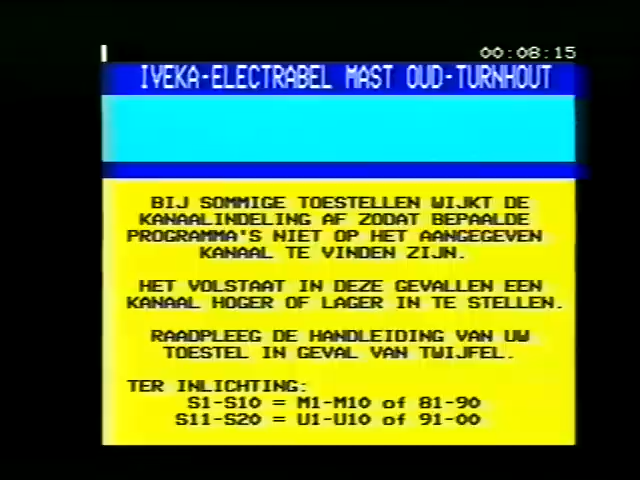 00:08:15
IVEKA-ELECTRABEL MAST OUD-TURNHOUT
BIJ SOMMIGE TOESTELLEN WIJKT DE
KANAALINDELING AF ZODAT BEPAALDE
PROGRAMMA'S NIET OP HET AANGEGEVEN
KANAAL TE VINDEN ZIJN.
HET VOLSTAAT IN DEZE GEVALLEN EEN
KANAAL HOGER OF LAGER IN TE STELLEN.
RAADPLEEG DE HANDLEIDING VAN UW
TOESTEL IN GEVAL VAN TWIJFEL.
TER INLICHTING:
S1-S10 = M1-M10 of 81-90
S11-S20 = U1-U10 of 91-00